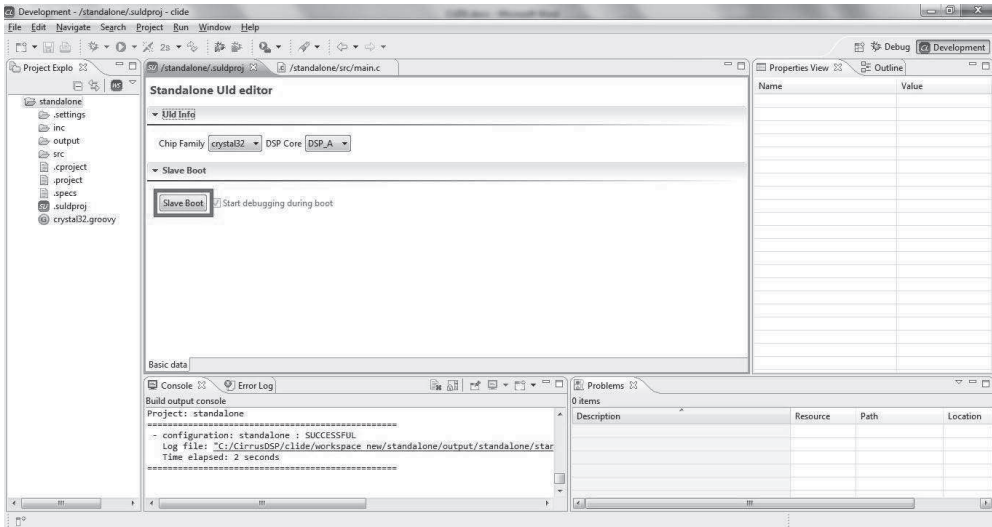 Development - /standalone/.suldproj - clide
File Edit Navigate Search Project Run Window Help
Debug Development
Project Explo
/standalone/.suldproj /standalone/src/main.c
Properties View Outline
standalone
.settings
inc
output
src
.cproject
.project
.specs
.suldproj
crystal32.groovy
Standalone Uld editor
Uld Info
Chip Family crystal32 DSP Core DSP_A
Slave Boot
Slave Boot Start debugging during boot
Basic data
Name Value
Console Error Log
Build output console
Project: standalone
================================================
- configuration: standalone : SUCCESSFUL
Log file: "C:/CirrusDSP/clide/workspace new/standalone/output/standalone/star
Time elapsed: 2 seconds
================================================
Problems
0 items
Description Resource Path Location